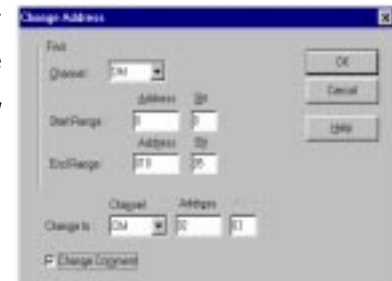 Change Address
Find
Channel: OK
Cancel
Address Bit
Start Range: 0 0 Help
Address Bit
End Range:
Channel Address
Change to
Change Comment